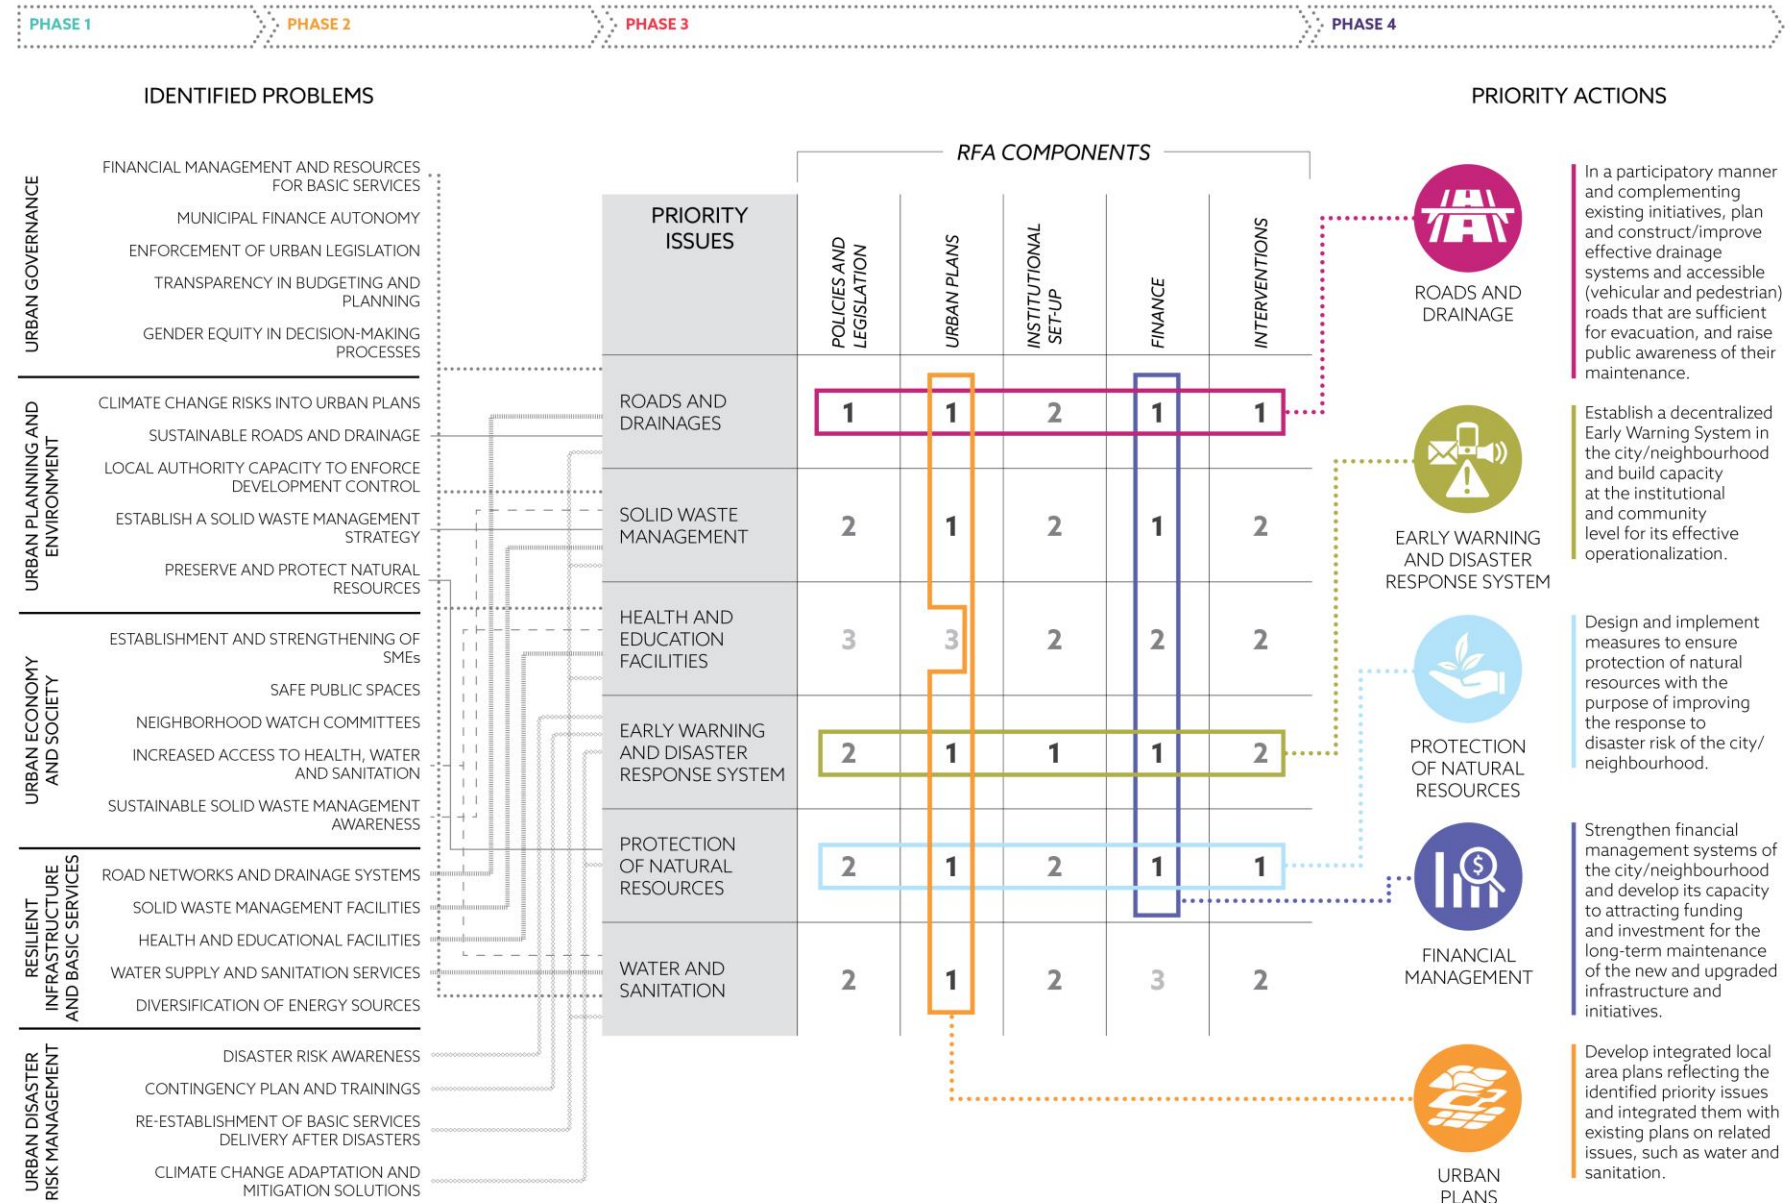 PHASE 1
PHASE 2
PHASE 3
PHASE 4
IDENTIFIED PROBLEMS
PRIORITY ACTIONS
URBAN GOVERNANCE
FINANCIAL MANAGEMENT AND RESOURCES
FOR BASIC SERVICES
MUNICIPAL FINANCE AUTONOMY
ENFORCEMENT OF URBAN LEGISLATION
TRANSPARENCY IN BUDGETING AND
PLANNING
GENDER EQUITY IN DECISION-MAKING
PROCESSES
URBAN PLANNING AND
ENVIRONMENT
CLIMATE CHANGE RISKS INTO URBAN PLANS
SUSTAINABLE ROADS AND DRAINAGE
LOCAL AUTHORITY CAPACITY TO ENFORCE
DEVELOPMENT CONTROL
ESTABLISH A SOLID WASTE MANAGEMENT
STRATEGY
PRESERVE AND PROTECT NATURAL
RESOURCES
URBAN ECONOMY
AND SOCIETY
ESTABLISHMENT AND STRENGTHENING OF
SMEs
SAFE PUBLIC SPACES
NEIGHBORHOOD WATCH COMMITTEES
INCREASED ACCESS TO HEALTH, WATER
AND SANITATION
SUSTAINABLE SOLID WASTE MANAGEMENT
AWARENESS
RESILIENT
INFRASTRUCTURE
AND BASIC SERVICES
ROAD NETWORKS AND DRAINAGE SYSTEMS
SOLID WASTE MANAGEMENT FACILITIES
HEALTH AND EDUCATIONAL FACILITIES
WATER SUPPLY AND SANITATION SERVICES
DIVERSIFICATION OF ENERGY SOURCES
URBAN DISASTER
RISK MANAGEMENT
DISASTER RISK AWARENESS
CONTINGENCY PLAN AND TRAININGS
RE-ESTABLISHMENT OF BASIC SERVICES
DELIVERY AFTER DISASTERS
CLIMATE CHANGE ADAPTATION AND
MITIGATION SOLUTIONS
RFA COMPONENTS
PRIORITY
ISSUES
POLICIES AND
LEGISLATION
URBAN PLANS
INSTITUTIONAL
SET-UP
FINANCE
INTERVENTIONS
ROADS AND
DRAINAGES
1 1 2 1 1
SOLID WASTE
MANAGEMENT
2 1 2 1 2
HEALTH AND
EDUCATION
FACILITIES
3 3 2 2 2
EARLY WARNING
AND DISASTER
RESPONSE SYSTEM
2 1 1 1 2
PROTECTION
OF NATURAL
RESOURCES
2 1 2 1 1
WATER AND
SANITATION
2 1 2 3 2
ROADS AND
DRAINAGE
In a participatory manner
and complementing
existing initiatives, plan
and construct/improve
effective drainage
systems and accessible
(vehicular and pedestrian)
roads that are sufficient
for evacuation, and raise
public awareness of their
maintenance.
EARLY WARNING
AND DISASTER
RESPONSE SYSTEM
Establish a decentralized
Early Warning System in
the city/neighbourhood
and build capacity
at the institutional
and community
level for its effective
operationalization.
PROTECTION
OF NATURAL
RESOURCES
Design and implement
measures to ensure
protection of natural
resources with the
purpose of improving
the response to
disaster risk of the city/
neighbourhood.
$
FINANCIAL
MANAGEMENT
Strengthen financial
management systems of
the city/neighbourhood
and develop its capacity
to attracting funding
and investment for the
long-term maintenance
of the new and upgraded
infrastructure and
initiatives.
URBAN
PLANS
Develop integrated local
area plans reflecting the
identified priority issues
and integrated them with
existing plans on related
issues, such as water and
sanitation.